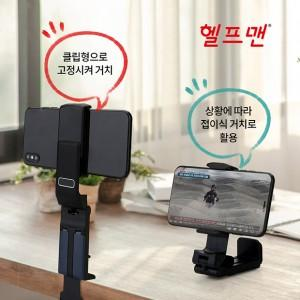 헬프맨®
클립형으로
고정시켜 거치
상황에 따라
접이식 거치로
활용